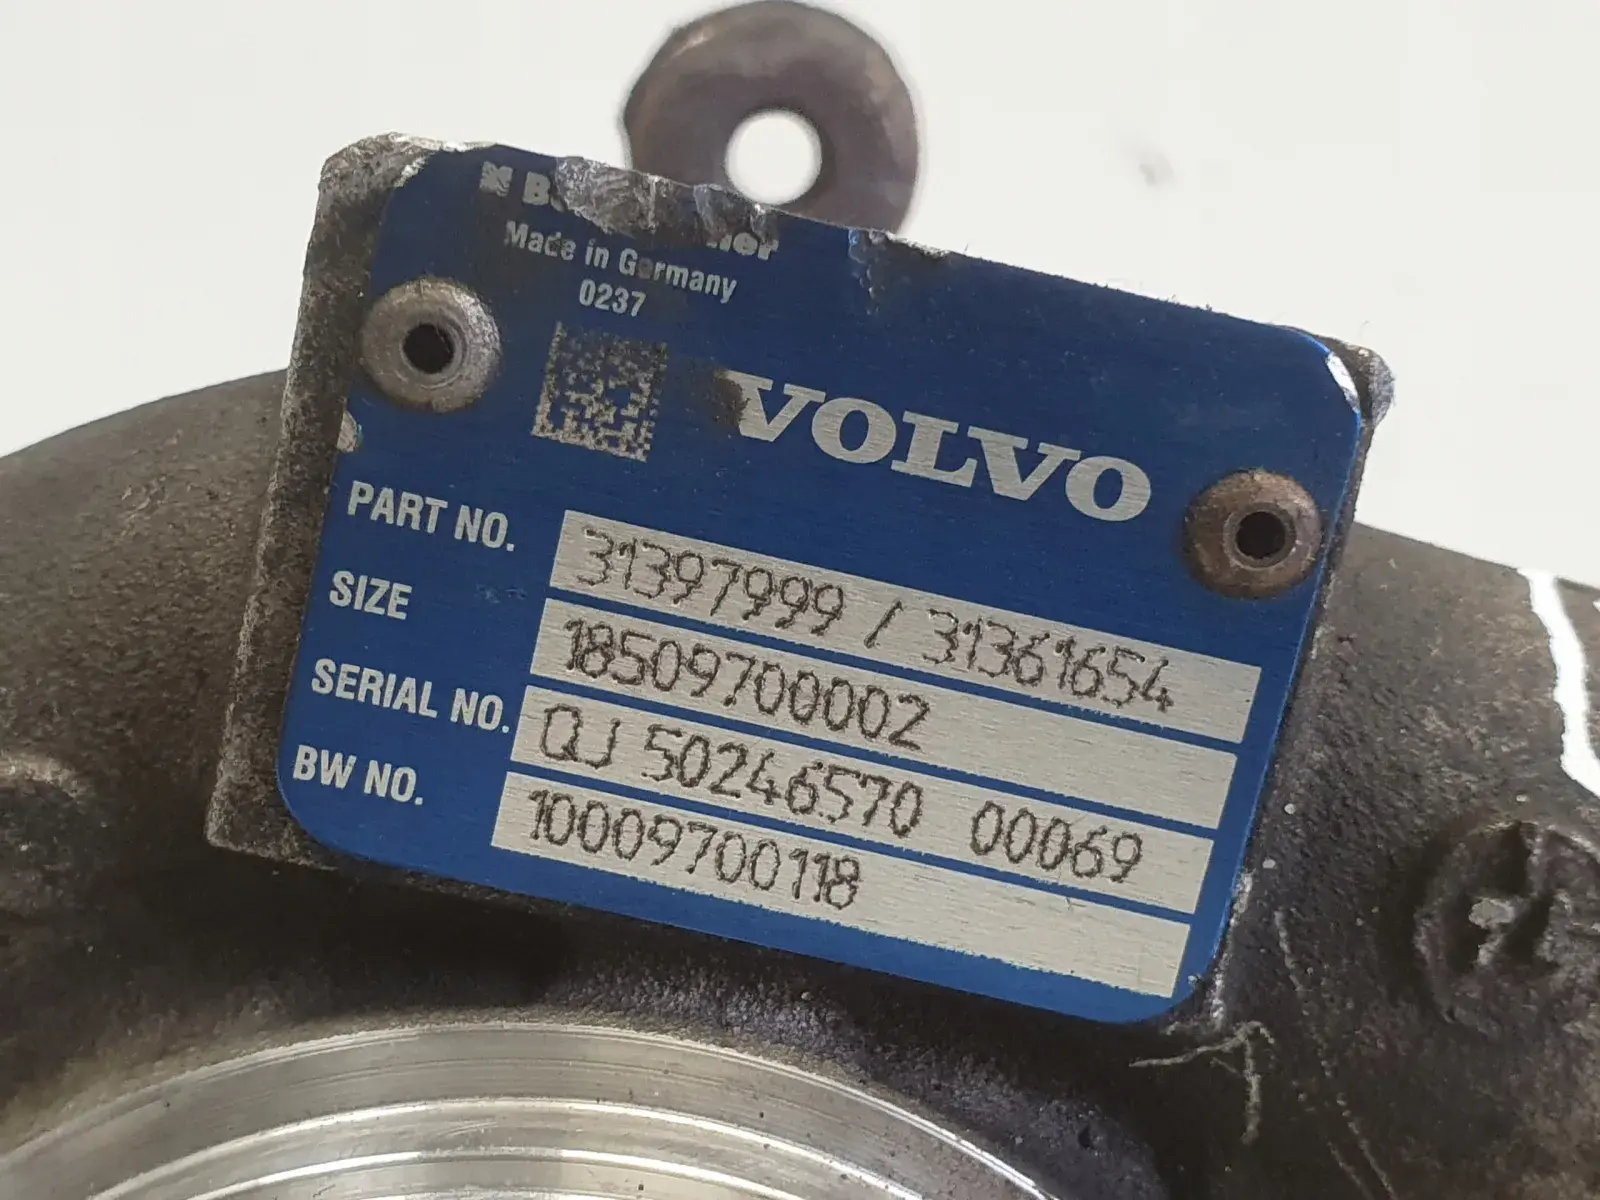 Made in Germany
0237
VOLVO
PART NO. 31397999 / 31361654
SIZE 18509700002
SERIAL NO. QJ 50246570 00069
BW NO. 10009700118